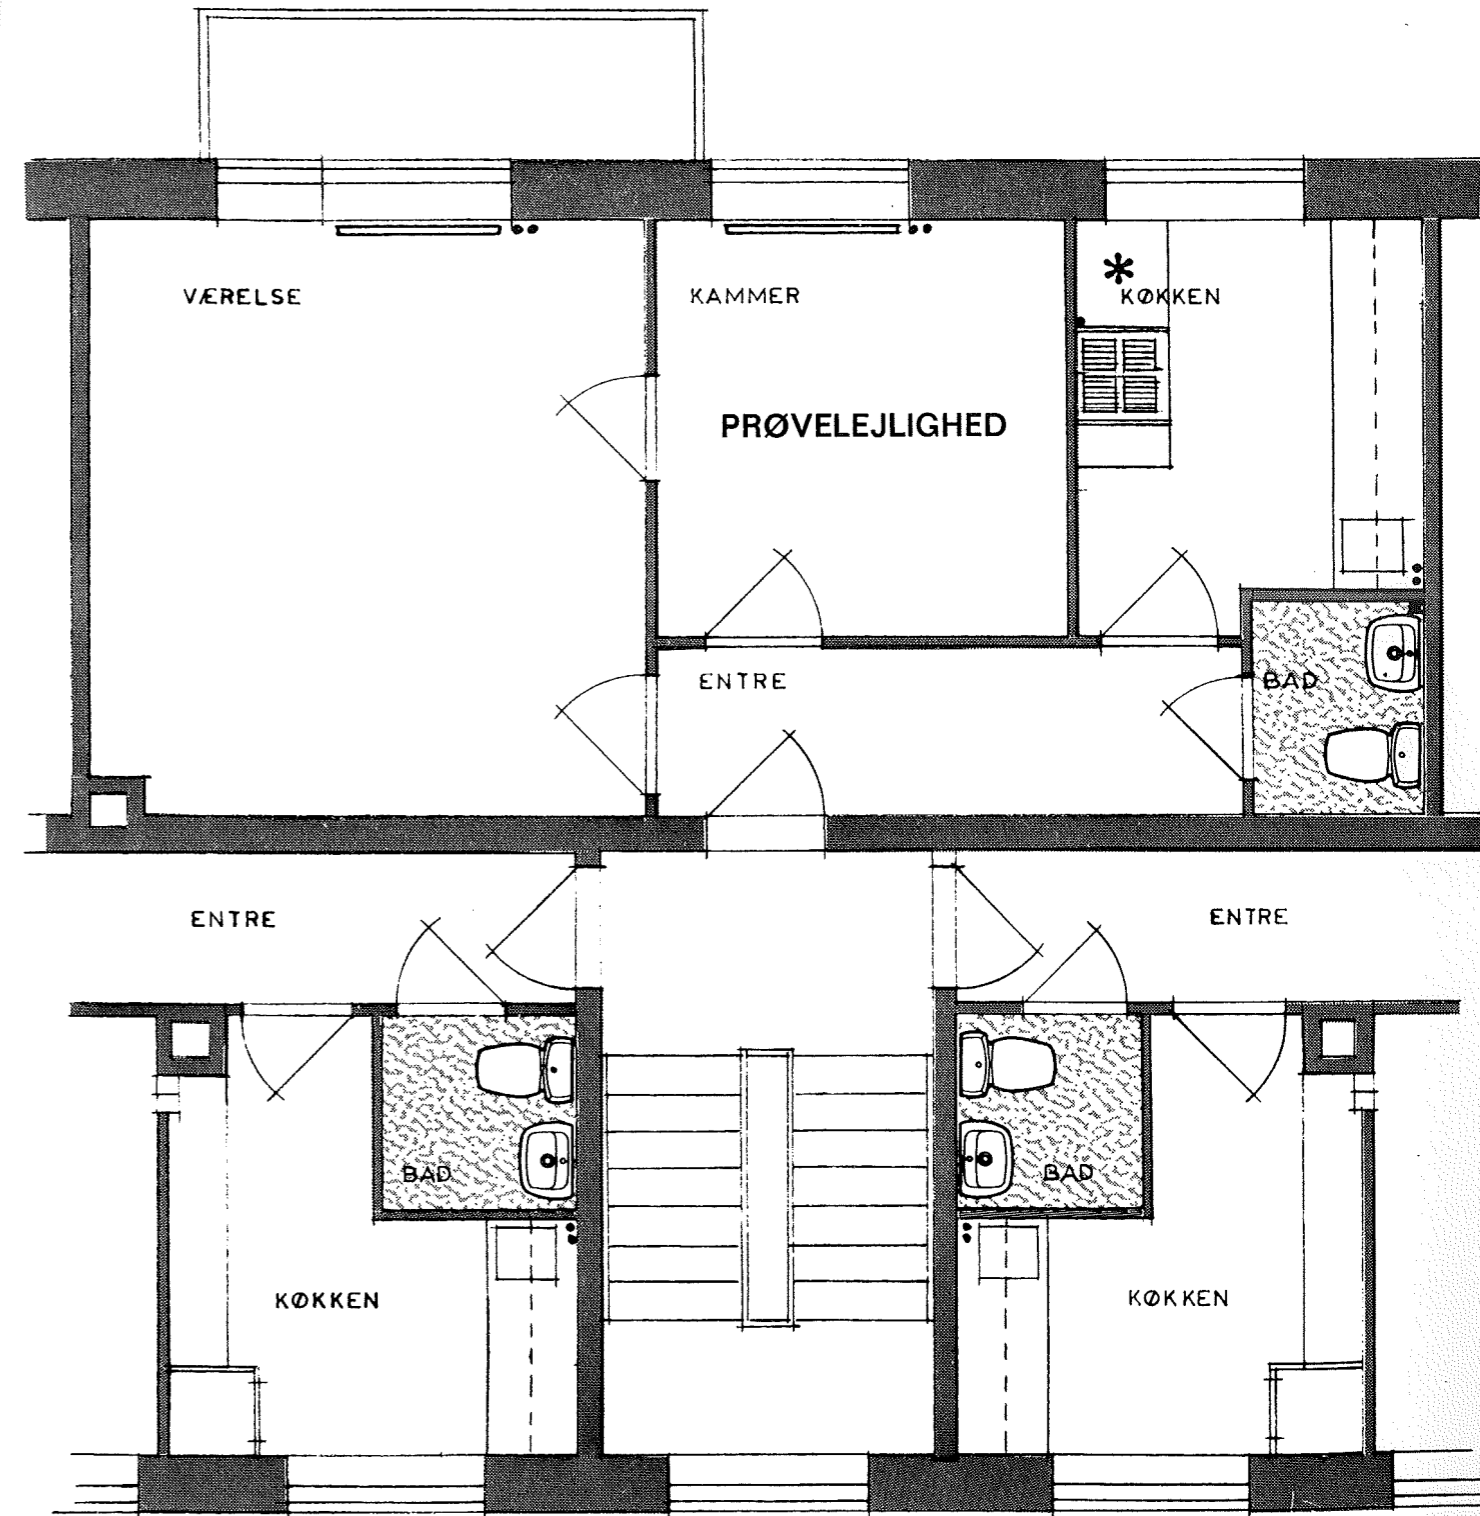 VÆRELSE
KAMMER
* KØKKEN
PRØVELEJLIGHED
ENTRE
BAD
ENTRE
ENTRE
BAD
BAD
KØKKEN
KØKKEN